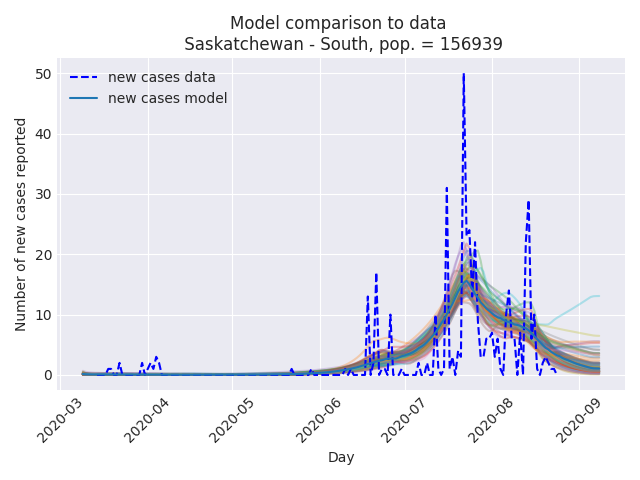 Model comparison to data
Saskatchewan - South, pop. = 156939
new cases data
new cases model
Number of new cases reported
50
40
30
20
10
0
2020-03
2020-04
2020-05
2020-06
2020-07
2020-08
2020-09
Day